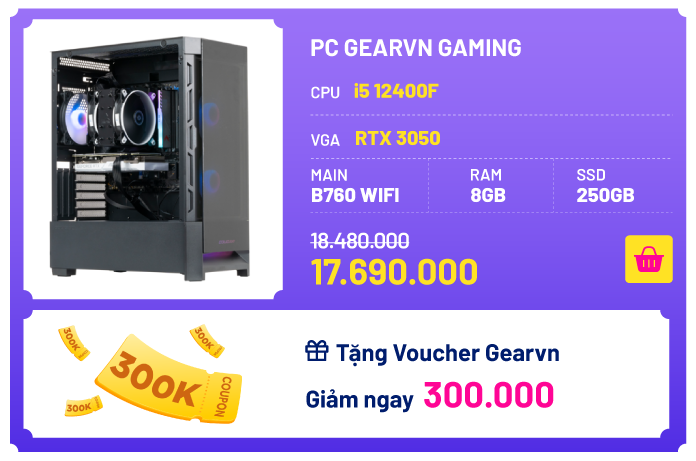 PC GEARVN GAMING
CPU i5 12400F
VGA RTX 3050
MAIN RAM SSD
B760 WIFI 8GB 250GB
18.480.000
17.690.000
300K
300K
300K COUPON
300K
Tặng Voucher Gearvn
Giảm ngay 300.000